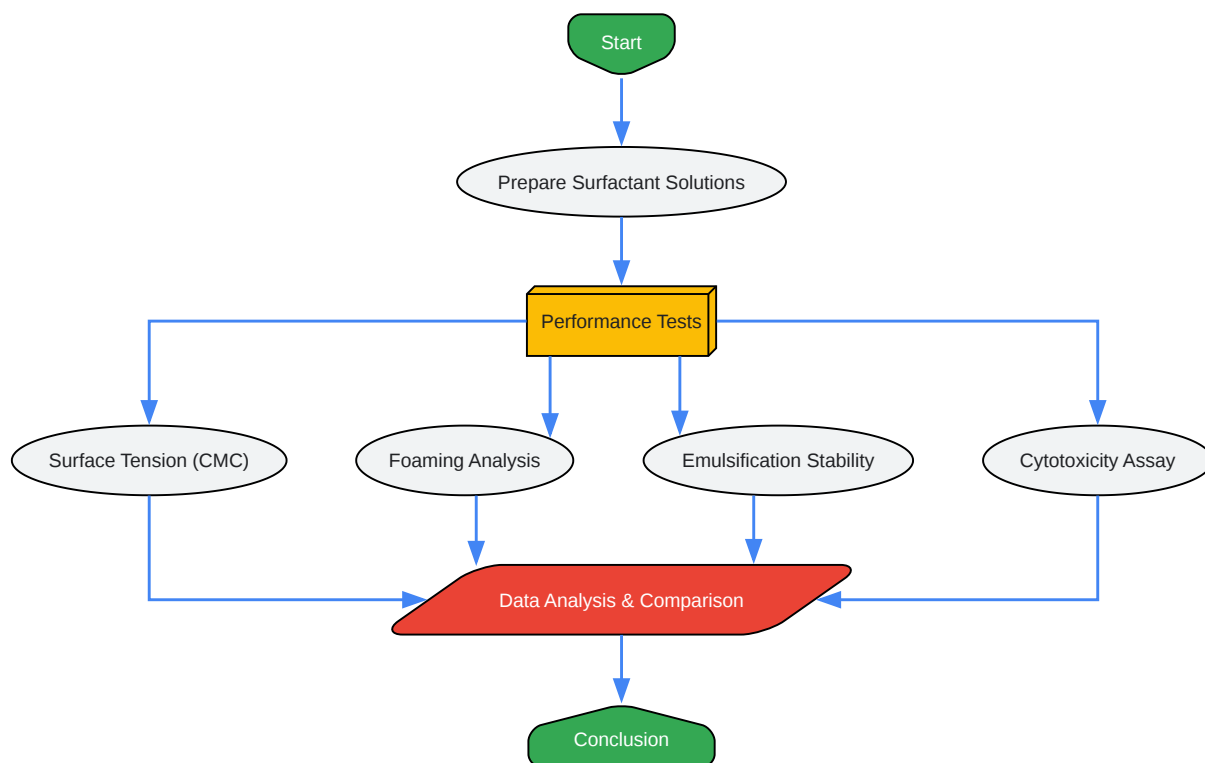 Start
Prepare Surfactant Solutions
Performance Tests
Surface Tension (CMC)
Foaming Analysis
Emulsification Stability
Cytotoxicity Assay
Data Analysis & Comparison
Conclusion